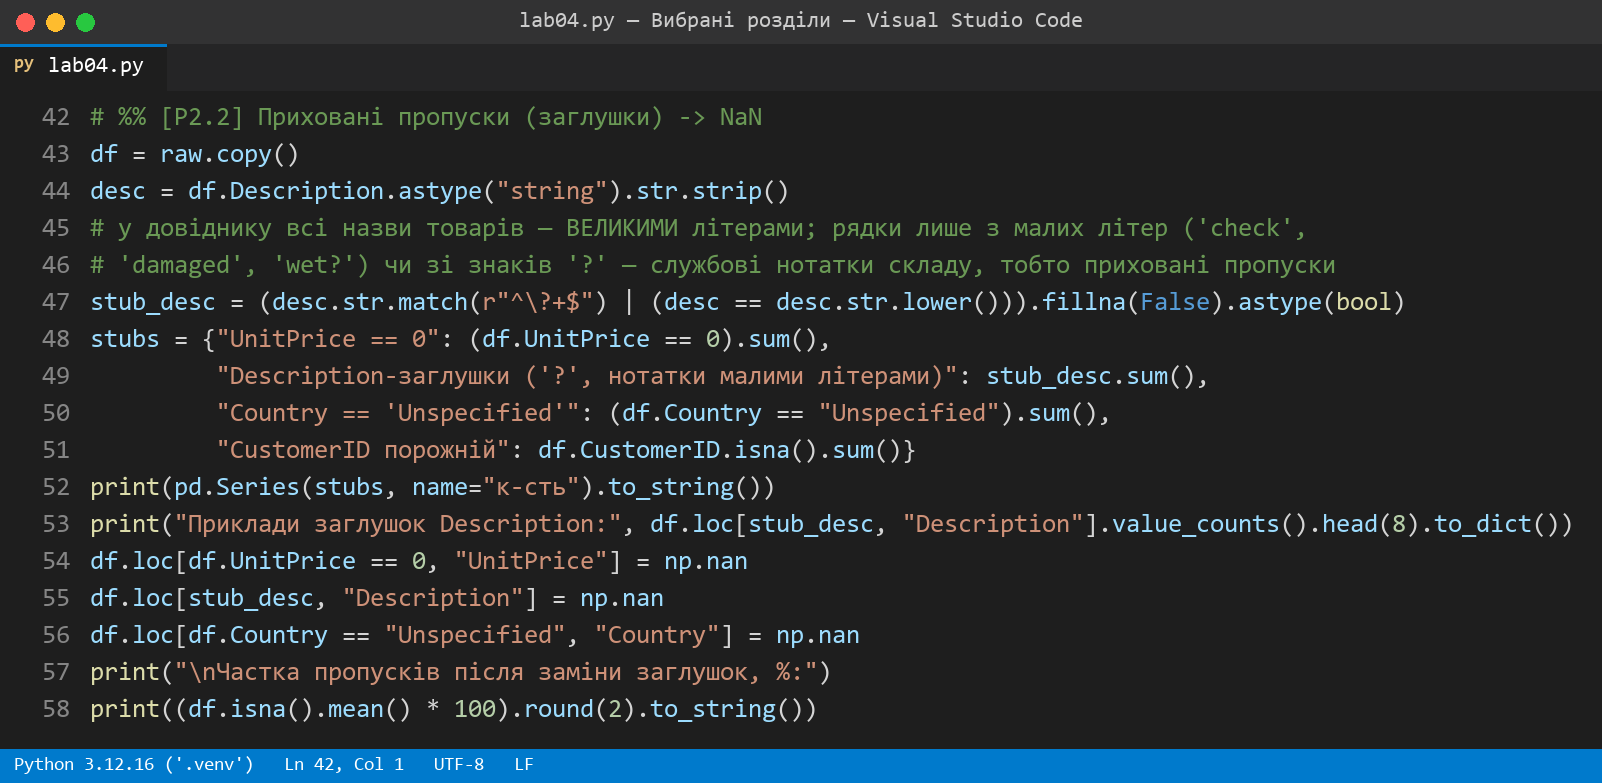 lab04.py — Вибрані розділи — Visual Studio Code
PY lab04.py
42 # %% [P2.2] Приховані пропуски (заглушки) -> NaN
43 df = raw.copy()
44 desc = df.Description.astype("string").str.strip()
45 # у довіднику всі назви товарів — ВЕЛИКИМИ літерами; рядки лише з малих літер ('check',
46 # 'damaged', 'wet?') чи зі знаків '?' — службові нотатки складу, тобто приховані пропуски
47 stub_desc = (desc.str.match(r"^\?+$") | (desc == desc.str.lower())).fillna(False).astype(bool)
48 stubs = {"UnitPrice == 0": (df.UnitPrice == 0).sum(),
49          "Description-заглушки ('?', нотатки малими літерами)": stub_desc.sum(),
50          "Country == 'Unspecified'": (df.Country == "Unspecified").sum(),
51          "CustomerID порожній": df.CustomerID.isna().sum()}
52 print(pd.Series(stubs, name="к-сть").to_string())
53 print("Приклади заглушок Description:", df.loc[stub_desc, "Description"].value_counts().head(8).to_dict())
54 df.loc[df.UnitPrice == 0, "UnitPrice"] = np.nan
55 df.loc[stub_desc, "Description"] = np.nan
56 df.loc[df.Country == "Unspecified", "Country"] = np.nan
57 print("\nЧастка пропусків після заміни заглушок, %:")
58 print((df.isna().mean() * 100).round(2).to_string())
Python 3.12.16 ('.venv') Ln 42, Col 1 UTF-8 LF